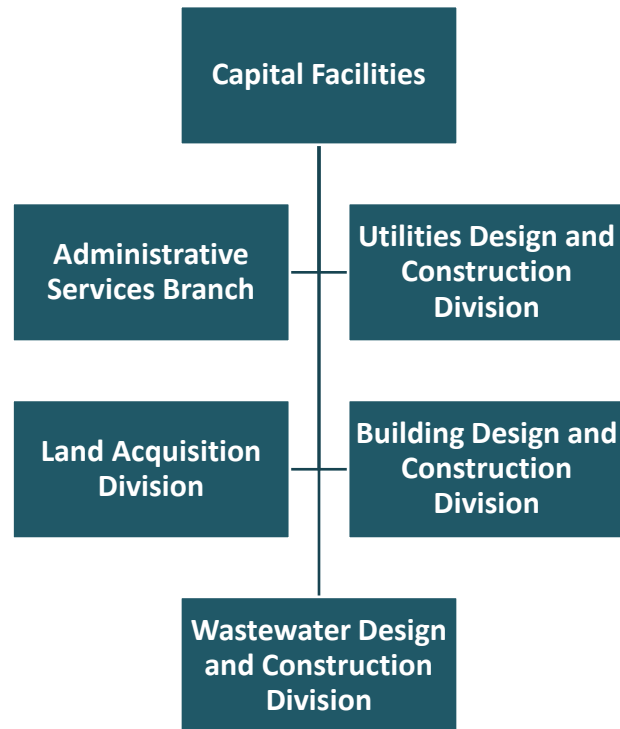 Capital Facilities
Administrative
Services Branch
Utilities Design and
Construction
Division
Land Acquisition
Division
Building Design and
Construction
Division
Wastewater Design
and Construction
Division